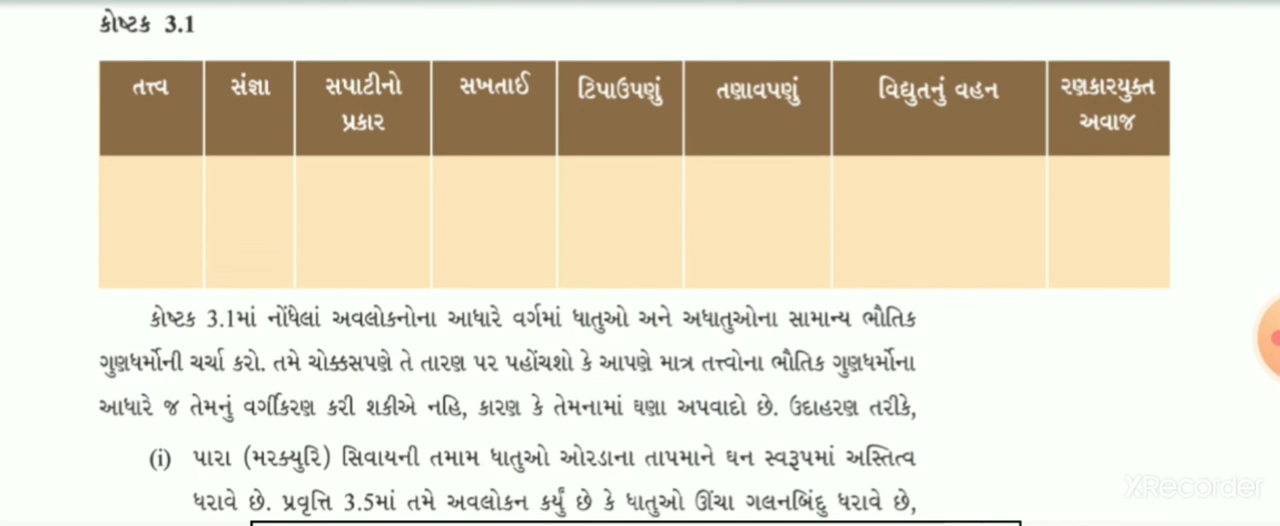 કોષ્ટક 3.1
તત્ત્વ સંજ્ઞા સપાટીનો પ્રકાર સખતાઈ ટિપાઉપણું તણાવપણું વિદ્યુતનું વહન રણકારયુક્ત અવાજ
કોષ્ટક 3.1માં નોંધેલાં અવલોકનોના આધારે વર્ગમાં ધાતુઓ અને અધાતુઓના સામાન્ય ભૌતિક
ગુણધર્મોની ચર્ચા કરો. તમે ચોક્કસપણે તે તારણ પર પહોંચશો કે આપણે માત્ર તત્ત્વોના ભૌતિક ગુણધર્મોના
આધારે જ તેમનું વર્ગીકરણ કરી શકીએ નહિ, કારણ કે તેમનામાં ઘણા અપવાદો છે. ઉદાહરણ તરીકે,
(i) પારા (મરક્યુરિ) સિવાયની તમામ ધાતુઓ ઓરડાના તાપમાને ઘન સ્વરૂપમાં અસ્તિત્વ
ધરાવે છે. પ્રવૃત્તિ 3.5માં તમે અવલોકન કર્યું છે કે ધાતુઓ ઊંચા ગલનબિંદુ ધરાવે છે,
XRecorder